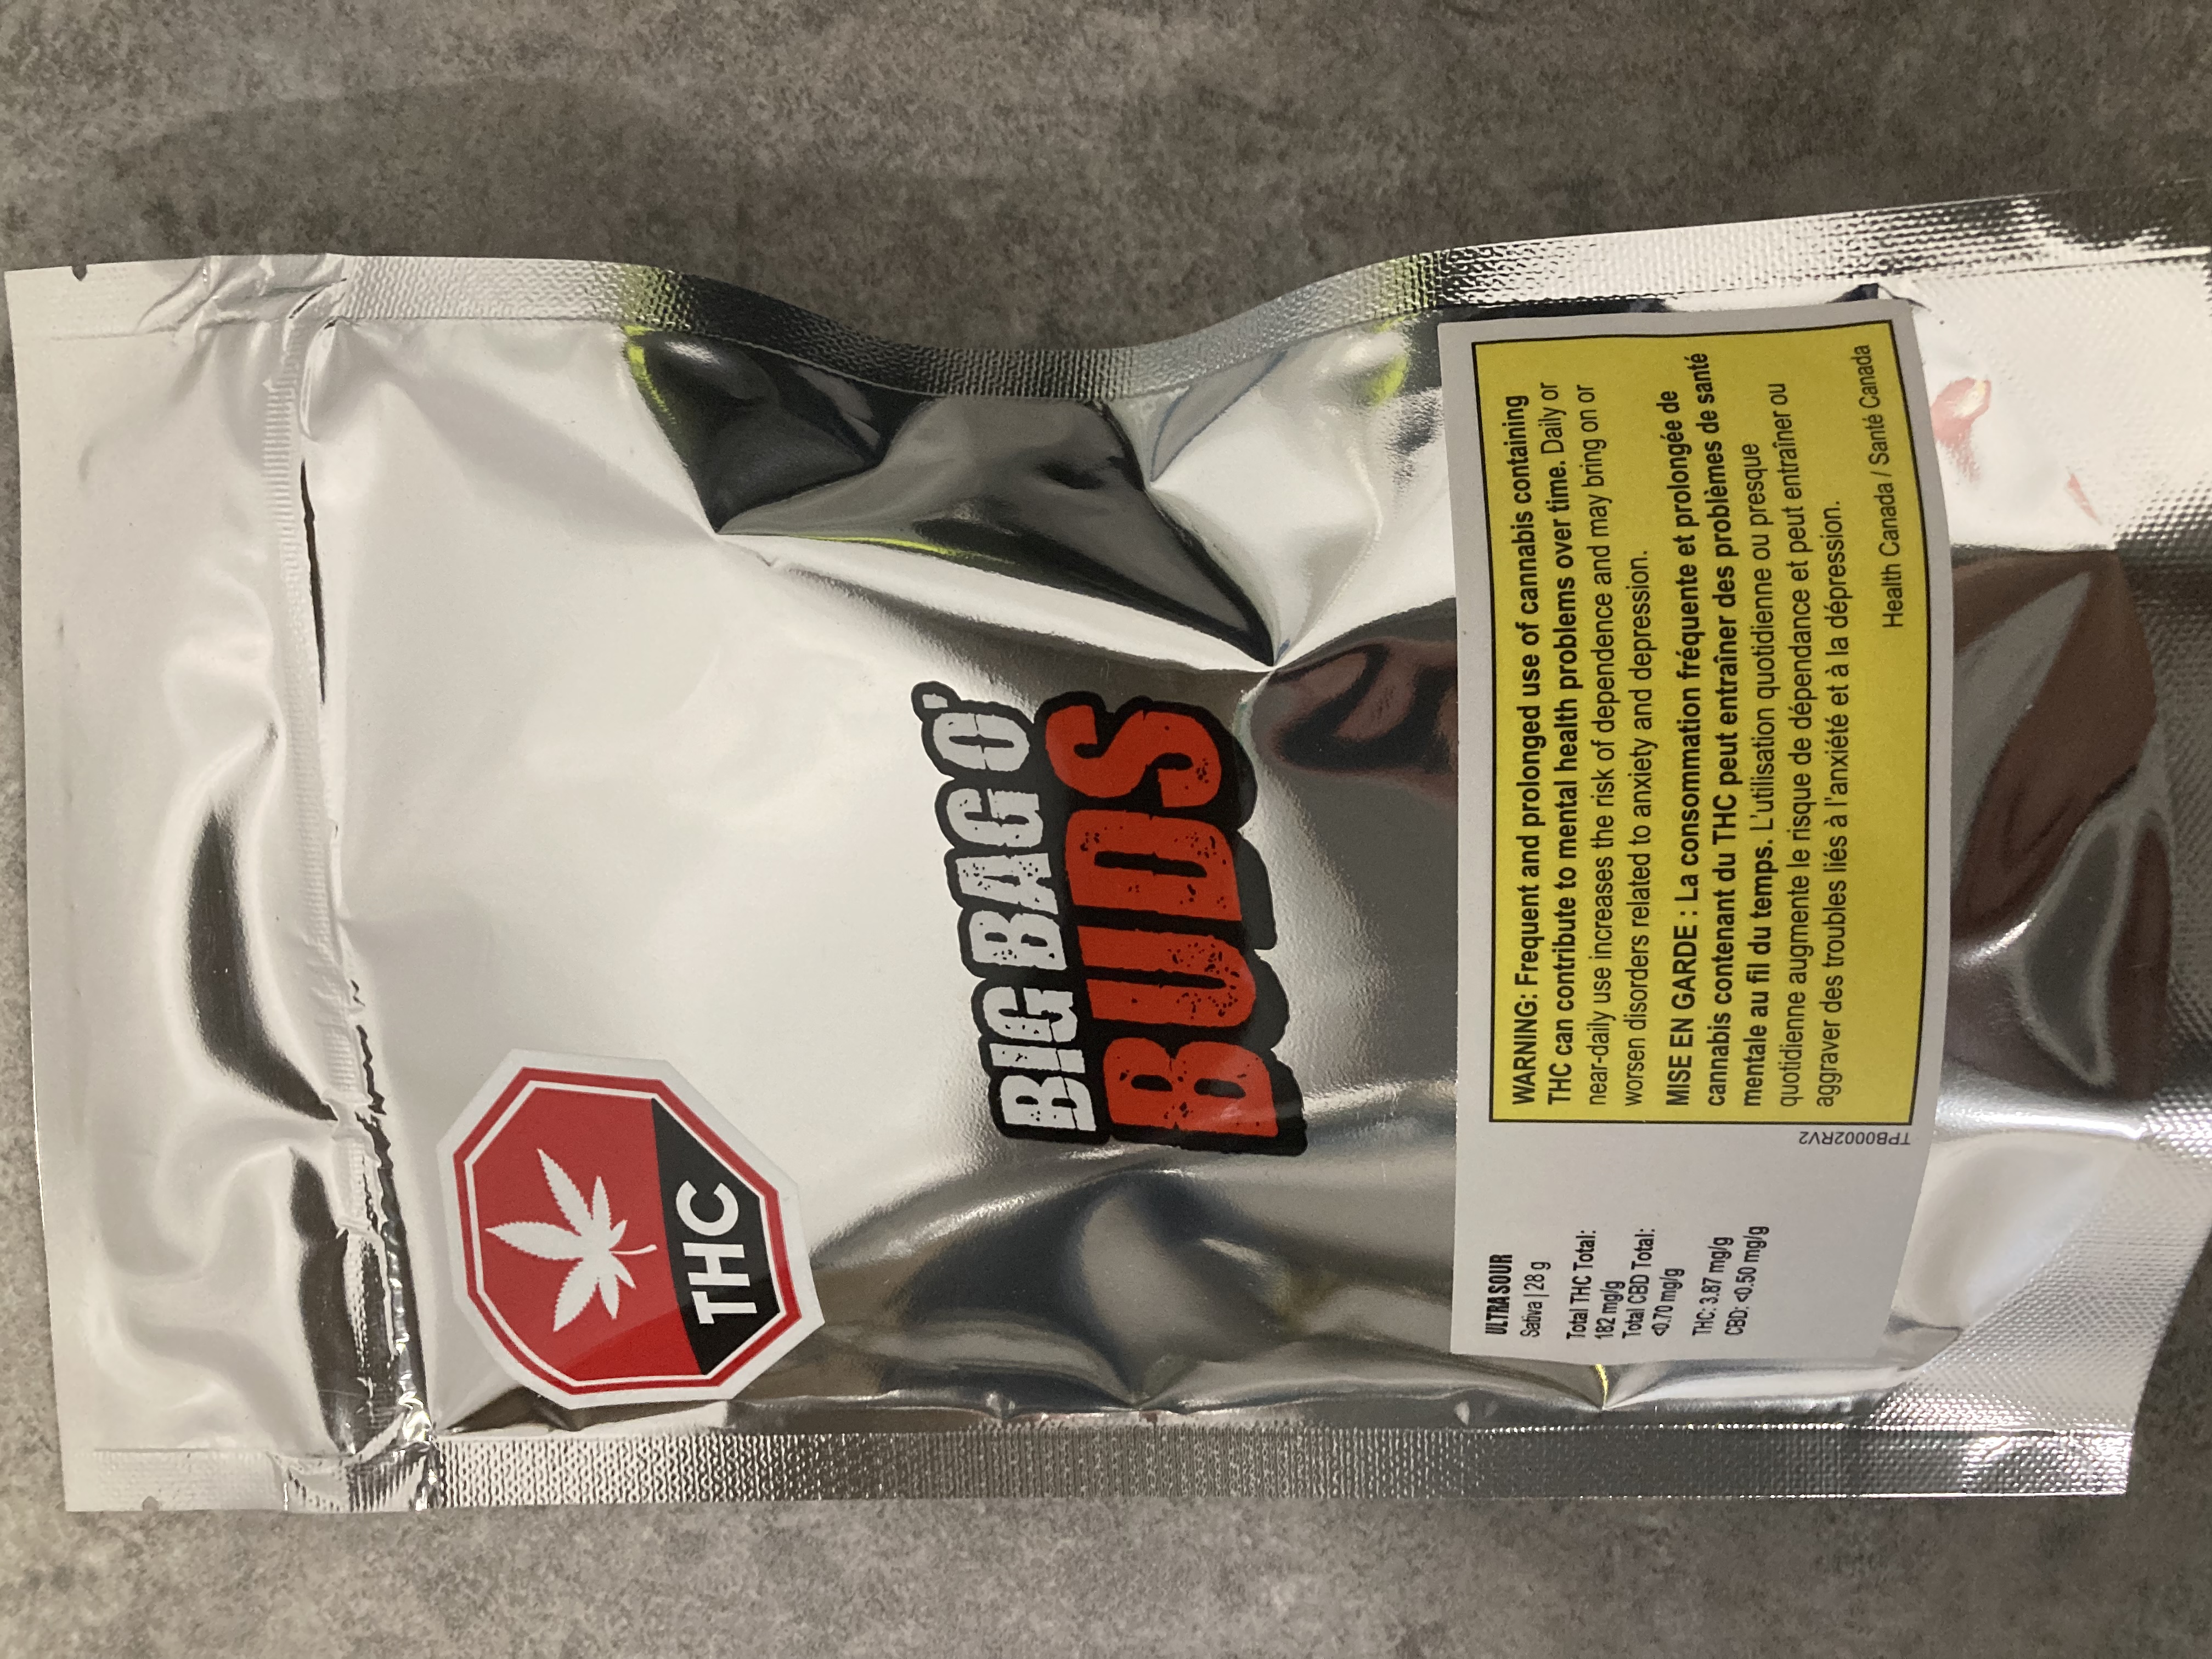 THC
BIG BAG O'
BUDS
ULTRA SOUR
Sativa | 28 g
Total THC Total:
182 mg/g
Total CBD Total:
<0.70 mg/g
THC: 3.87 mg/g
CBD: <0.50 mg/g
TPB0002RV2
WARNING: Frequent and prolonged use of cannabis containing
THC can contribute to mental health problems over time. Daily or
near-daily use increases the risk of dependence and may bring on or
worsen disorders related to anxiety and depression.
MISE EN GARDE : La consommation fréquente et prolongée de
cannabis contenant du THC peut entraîner des problèmes de santé
mentale au fil du temps. L'utilisation quotidienne ou presque
quotidienne augmente le risque de dépendance et peut entraîner ou
aggraver des troubles liés à l'anxiété et à la dépression.
Health Canada / Santé Canada